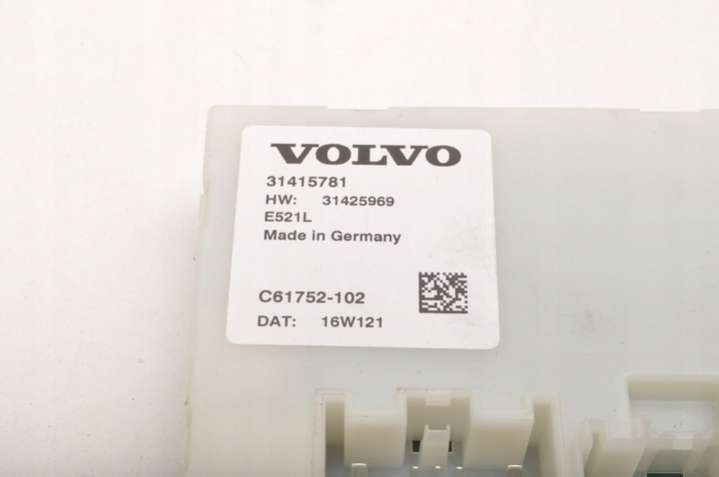 VOLVO
31415781
HW: 31425969
E521L
Made in Germany
C61752-102
DAT: 16W121